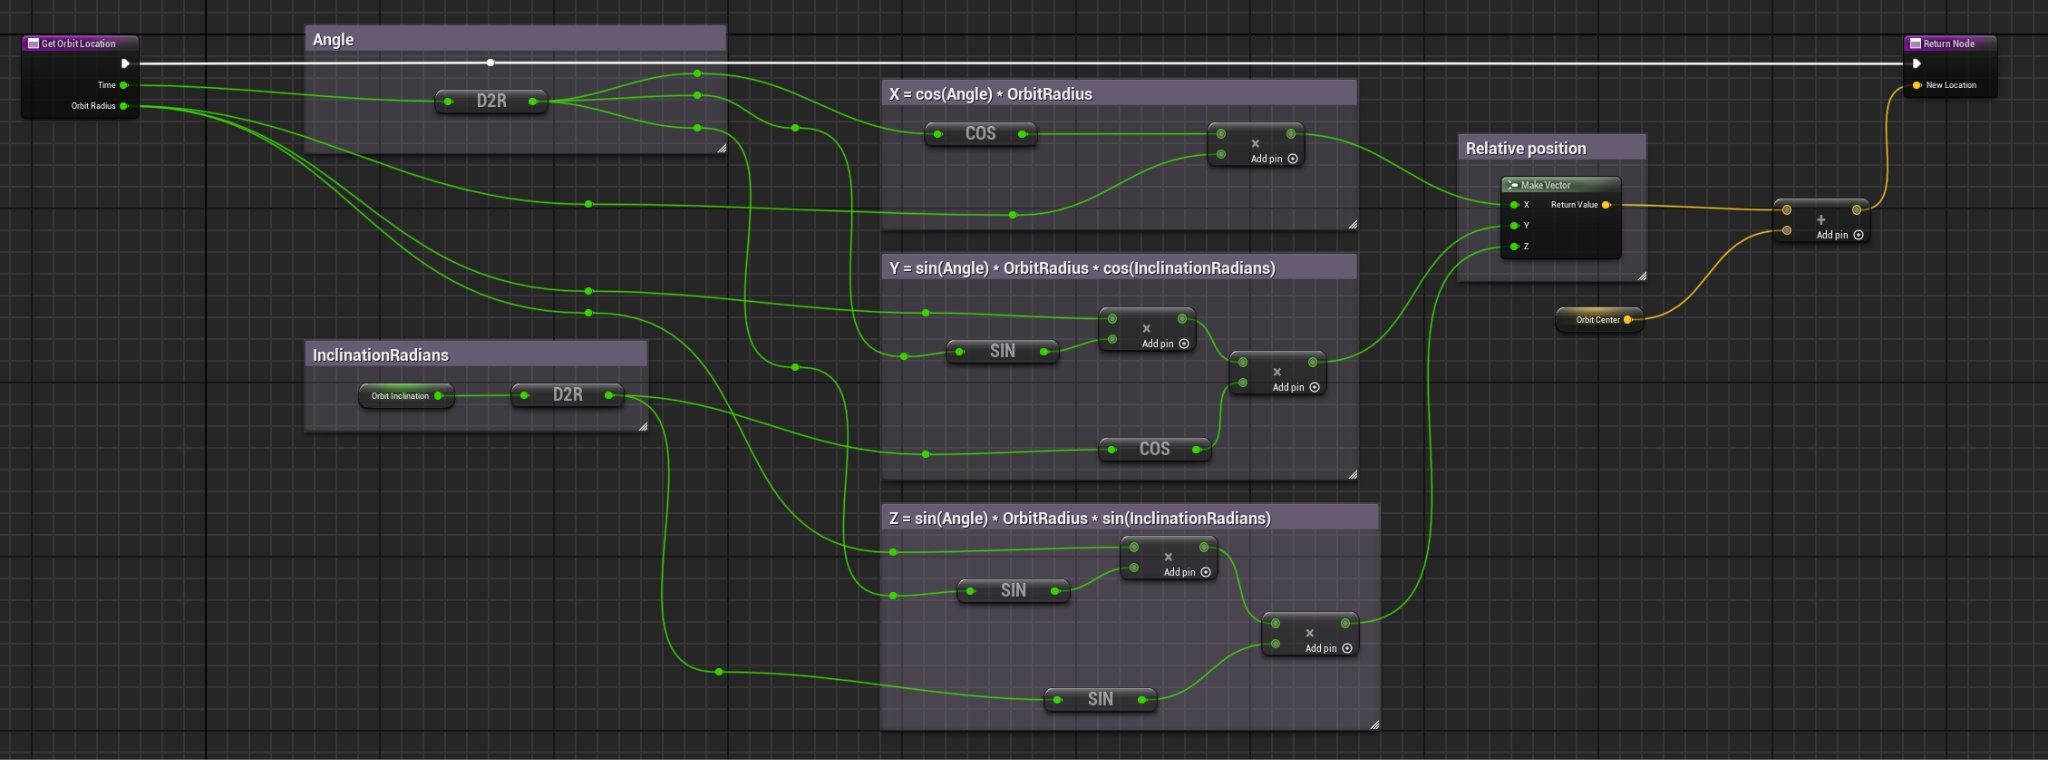 Get Orbit Location
Time
Orbit Radius
Angle
D2R
InclinationRadians
Orbit Inclination
D2R
X = cos(Angle) * OrbitRadius
COS
×
Add pin
Y = sin(Angle) * OrbitRadius * cos(InclinationRadians)
SIN
×
Add pin
×
Add pin
COS
Z = sin(Angle) * OrbitRadius * sin(InclinationRadians)
×
Add pin
SIN
×
Add pin
SIN
Relative position
Make Vector
X Return Value
Y
Z
Orbit Center
+
Add pin
Return Node
New Location